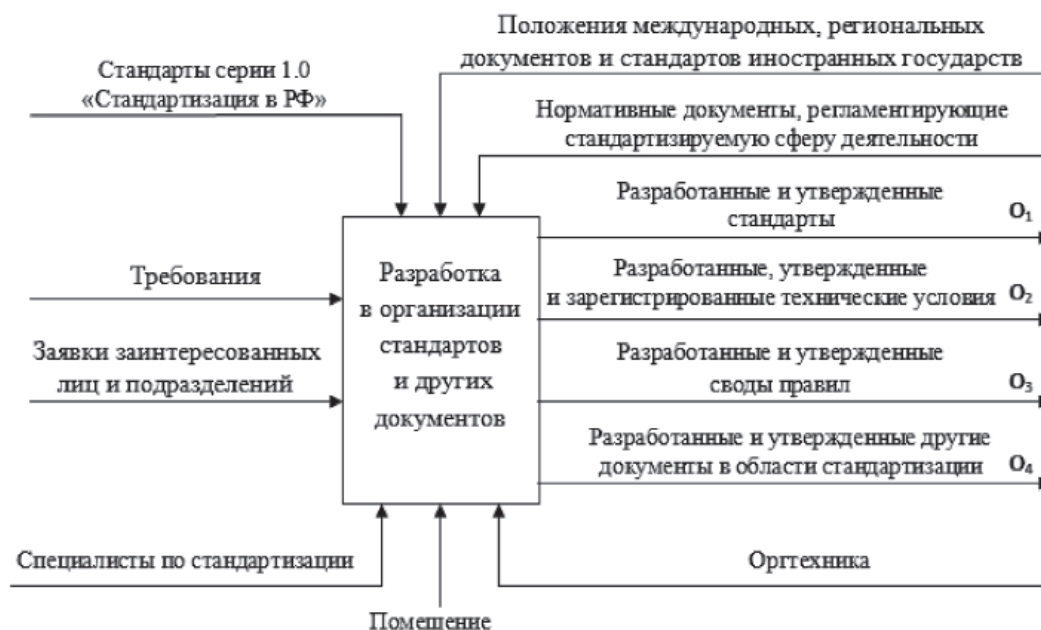 Положения международных, региональных
документов и стандартов иностранных государств
Стандарты серии 1.0
«Стандартизация в РФ»
Нормативные документы, регламентирующие
стандартизируемую сферу деятельности
Разработанные и утвержденные
стандарты
O₁
Требования
Разработка
в организации
стандартов
и других
документов
Разработанные, утвержденные
и зарегистрированные технические условия
O₂
Заявки заинтересованных
лиц и подразделений
Разработанные и утвержденные
своды правил
O₃
Разработанные и утвержденные другие
документы в области стандартизации
O₄
Специалисты по стандартизации
Оргтехника
Помешение